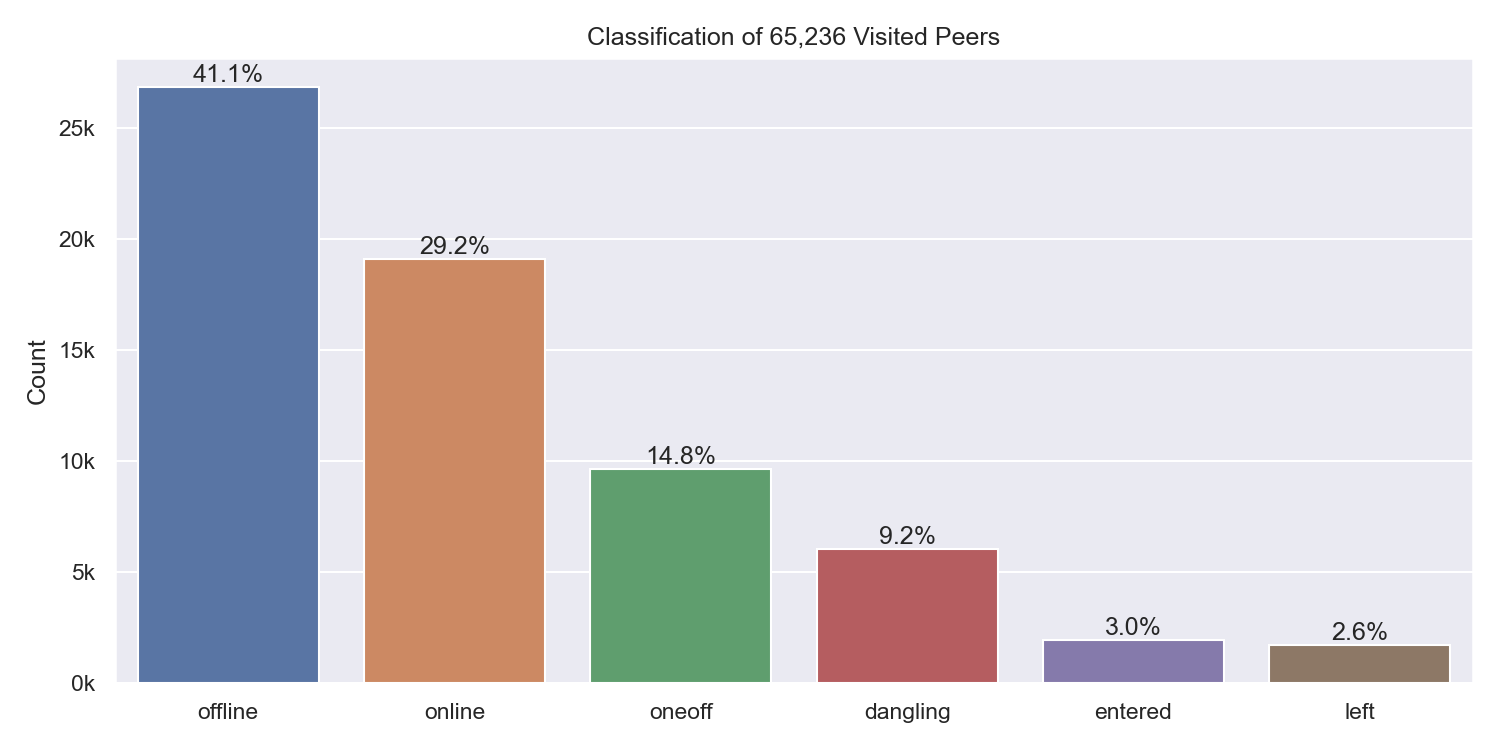 Classification of 65,236 Visited Peers
41.1%
25k
29.2%
20k
15k
Count
14.8%
10k
9.2%
5k
3.0%
2.6%
0k
offline online oneoff dangling entered left